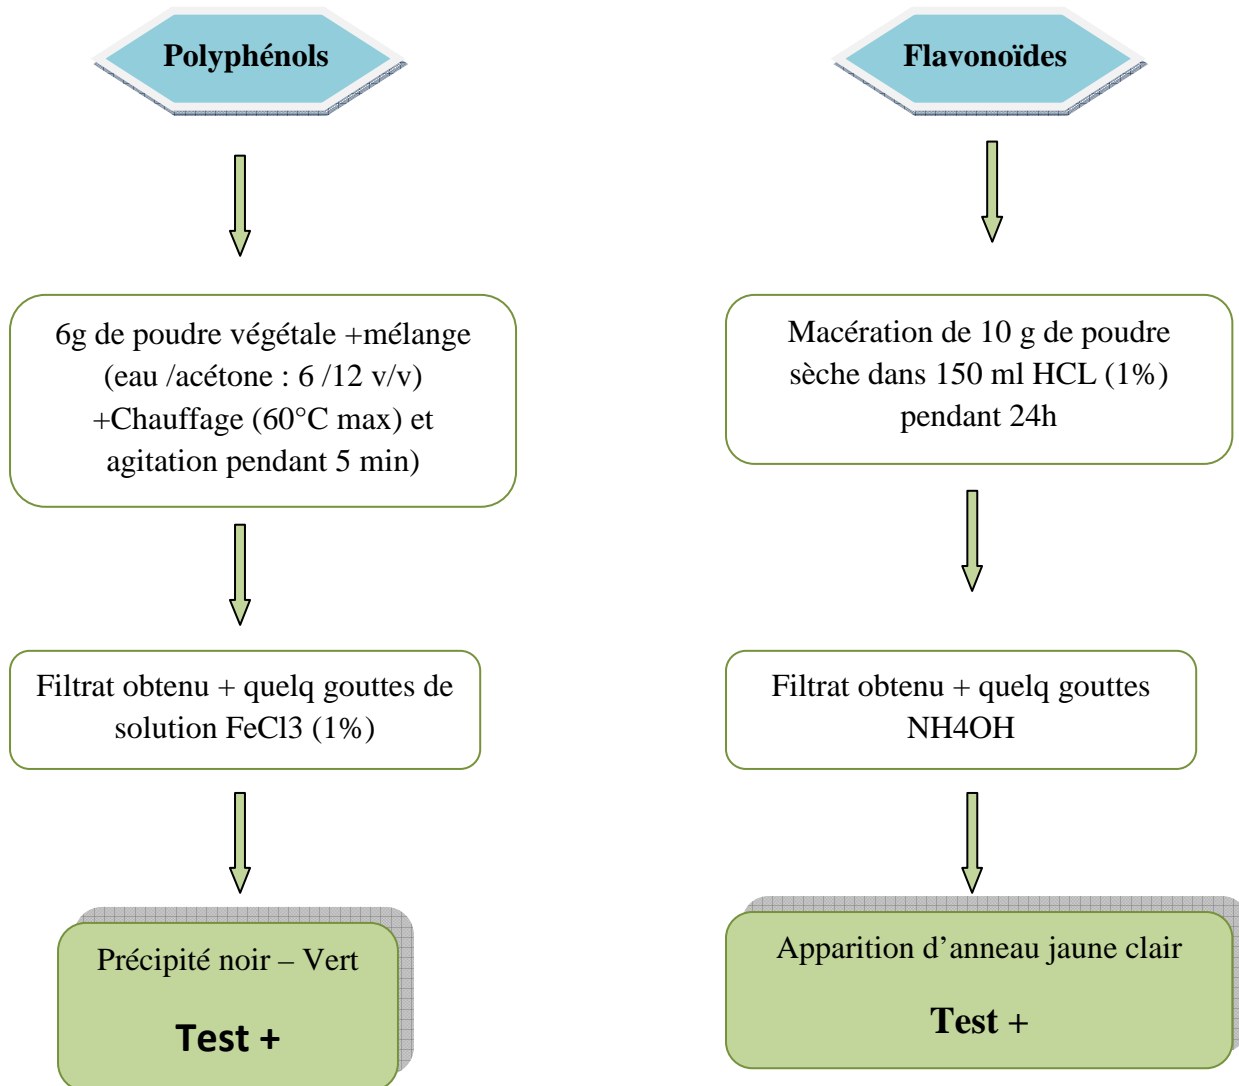 Polyphénols
6g de poudre végétale +mélange
(eau /acétone : 6 /12 v/v)
+Chauffage (60°C max) et
agitation pendant 5 min)
Filtrat obtenu + quelq gouttes de
solution FeCl3 (1%)
Précipité noir – Vert
Test +
Flavonoïdes
Macération de 10 g de poudre
sèche dans 150 ml HCL (1%)
pendant 24h
Filtrat obtenu + quelq gouttes
NH4OH
Apparition d’anneau jaune clair
Test +